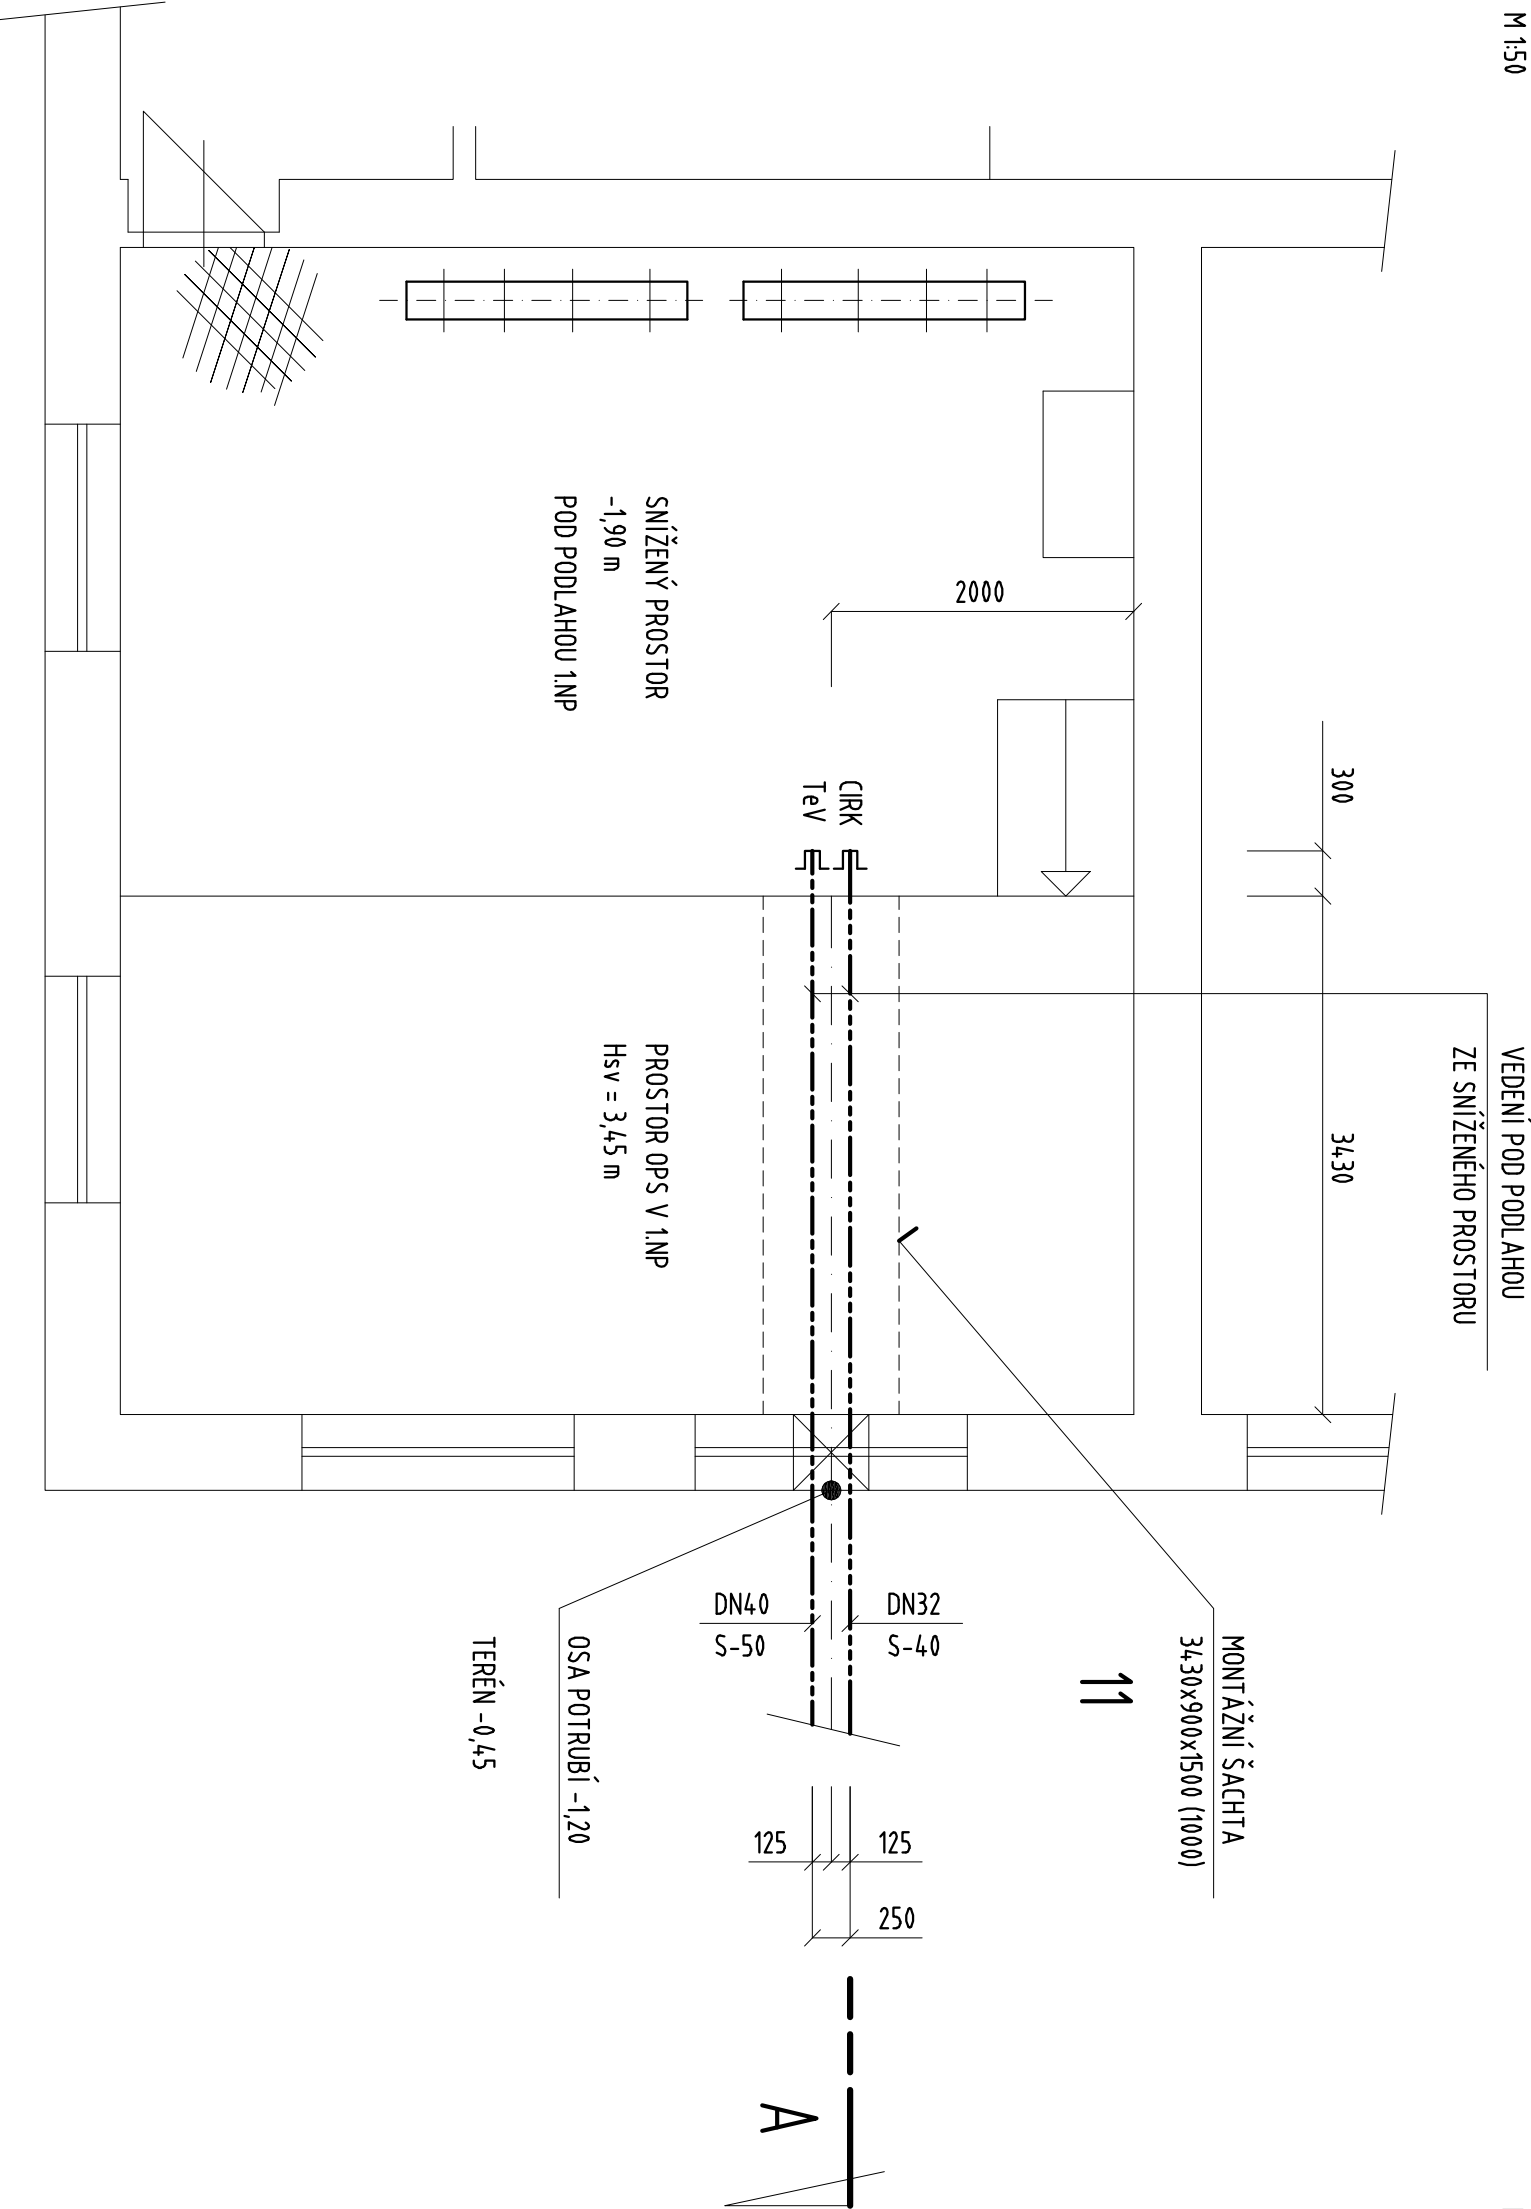 M 1:50
VEDENÍ POD PODLAHOU
ZE SNÍŽENÉHO PROSTORU
300
3430
2000
SNÍŽENÝ PROSTOR
-1,90 m
POD PODLAHOU 1.NP
CIRK
TeV
PROSTOR OPS V 1.NP
Hsv = 3,45 m
MONTÁŽNÍ ŠACHTA
3430x900x1500 (1000)
11
DN32
S-40
DN40
S-50
OSA POTRUBÍ -1,20
TERÉN -0,45
125
125
250
A